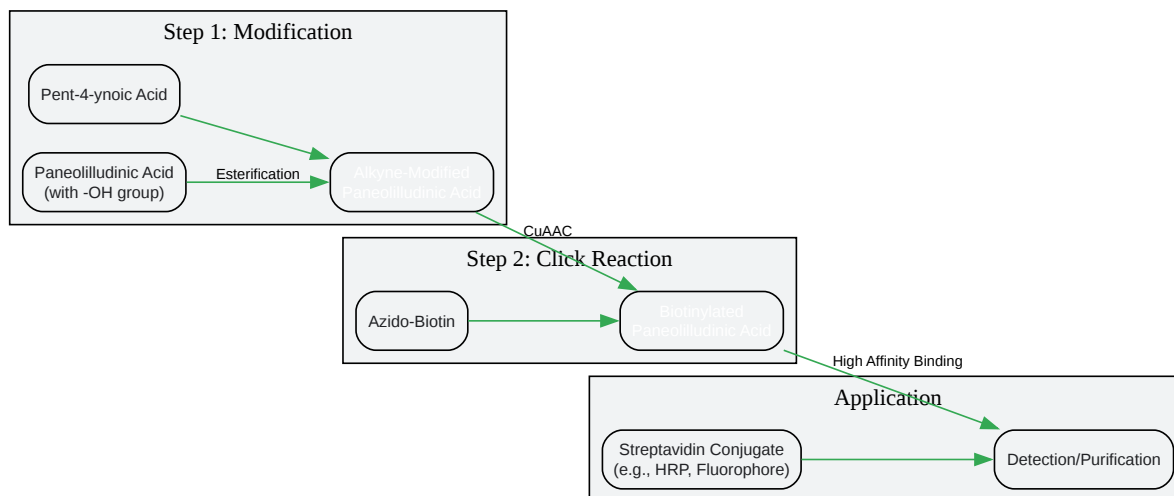 Step 1: Modification
Pent-4-ynoic Acid
Paneolilludinic Acid
(with -OH group)
Esterification
Alkyne-Modified
Paneolilludinic Acid
CuAAC
Step 2: Click Reaction
Azido-Biotin
Biotinylated
Paneolilludinic Acid
High Affinity Binding
Application
Streptavidin Conjugate
(e.g., HRP, Fluorophore)
Detection/Purification